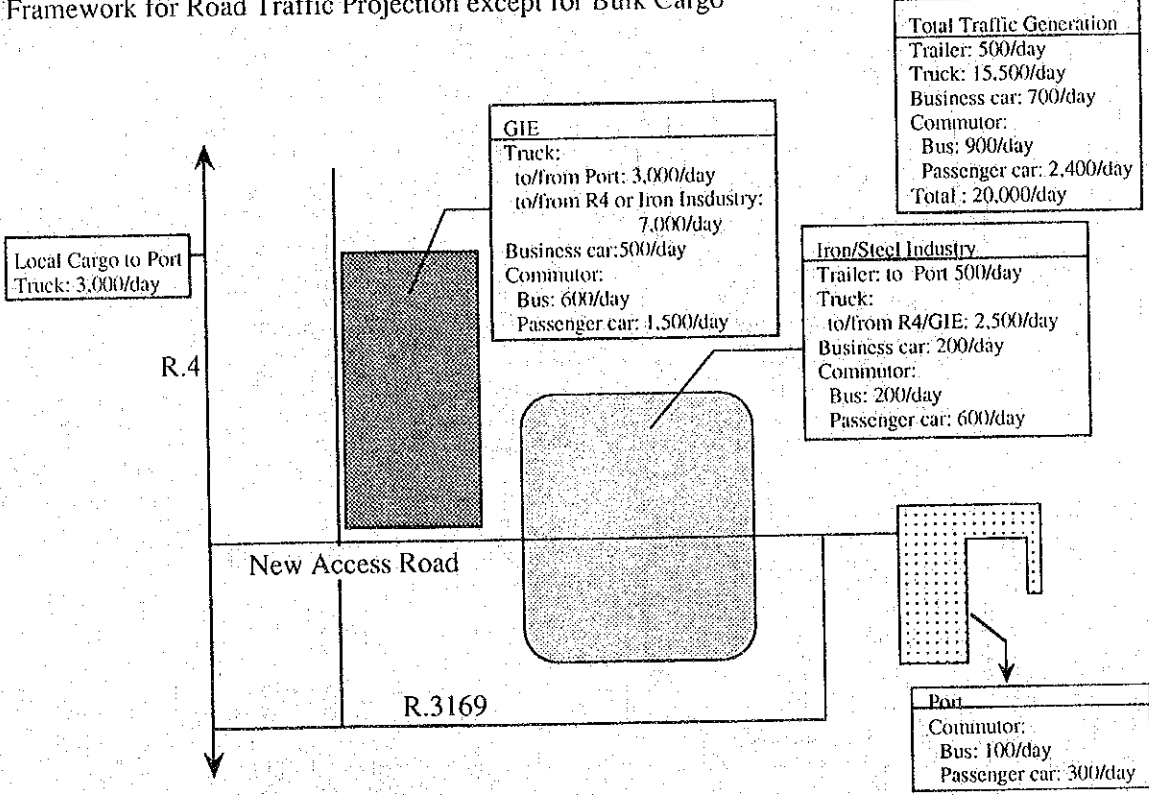 Framework for Road Traffic Projection except for Bulk Cargo
Total Traffic Generation
Trailer: 500/day
Truck: 15,500/day
Business car: 700/day
Commutor:
Bus: 900/day
Passenger car: 2,400/day
Total : 20,000/day
GIE
Truck:
to/from Port: 3,000/day
to/from R4 or Iron Insdustry:
7,000/day
Business car:500/day
Commutor:
Bus: 600/day
Passenger car: 1,500/day
Local Cargo to Port
Truck: 3,000/day
Iron/Steel Industry
Trailer: to Port 500/day
Truck:
to/from R4/GIE: 2,500/day
Business car: 200/day
Commutor:
Bus: 200/day
Passenger car: 600/day
R.4
New Access Road
R.3169
Port
Commutor:
Bus: 100/day
Passenger car: 300/day